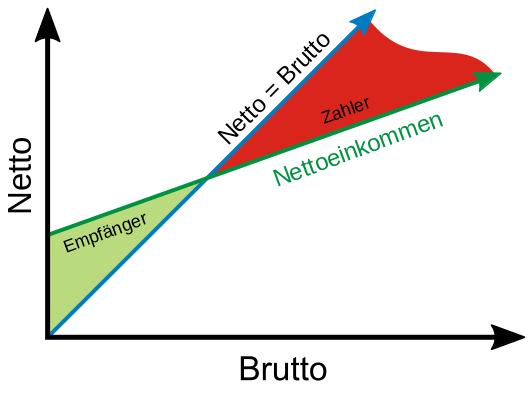 Netto
Netto = Brutto
Zahler
Nettoeinkommen
Empfänger
Brutto